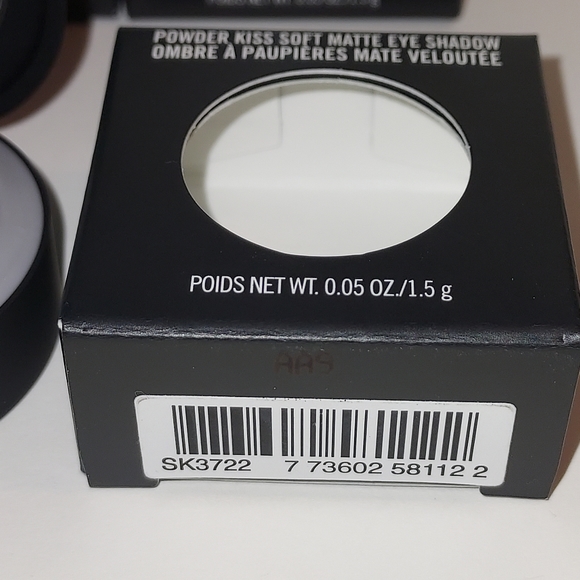 POWDER KISS SOFT MATTE EYE SHADOW
OMBRE À PAUPIÈRES MATE VELOUTÉE
POIDS NET WT. 0.05 OZ./1.5 g
AA9
SK3722 7 73602 58112 2